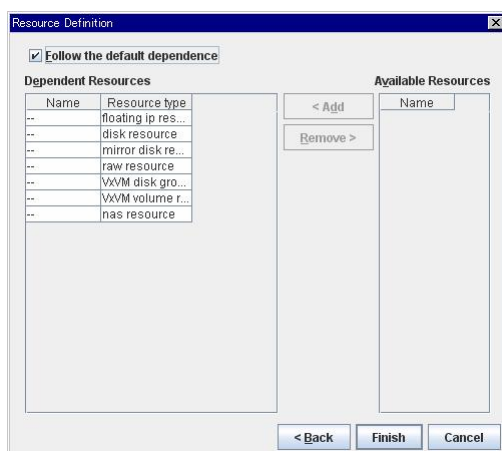 Resource Definition
Follow the default dependence
Dependent Resources
Available Resources
Name Resource type
-- floating ip res...
-- disk resource
-- mirror disk re...
-- raw resource
-- VxVM disk gro...
-- VxVM volume r...
-- nas resource
< Add
Remove >
Name
< Back Finish Cancel